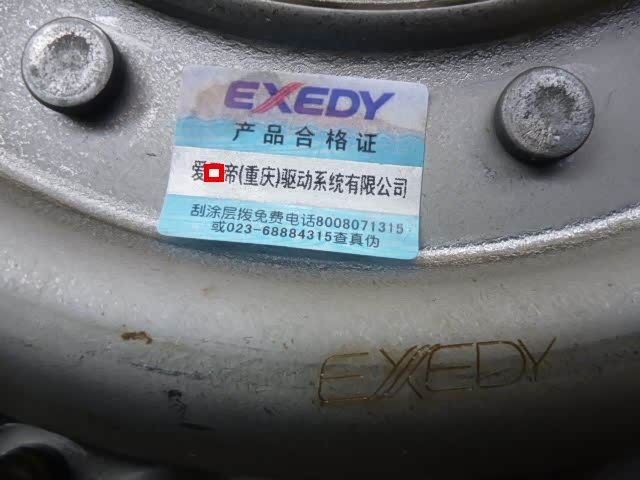 EXEDY
产品合格证
爱帝(重庆)驱动系统有限公司
刮涂层拨免费电话8008071315
或023-68884315查真伪
EXEDY